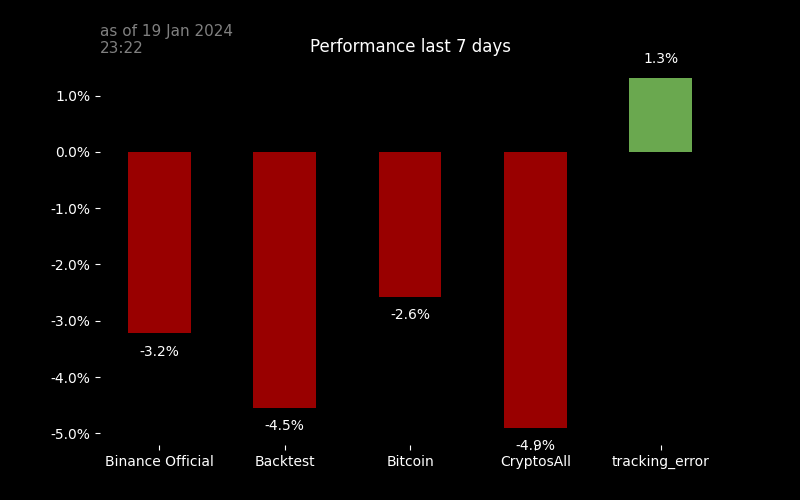 as of 19 Jan 2024
23:22
Performance last 7 days
1.3%
1.0%
0.0%
-1.0%
-2.0%
-3.0%
-4.0%
-5.0%
-3.2%
-4.5%
-2.6%
-4.9%
Binance Official
Backtest
Bitcoin
CryptosAll
tracking_error